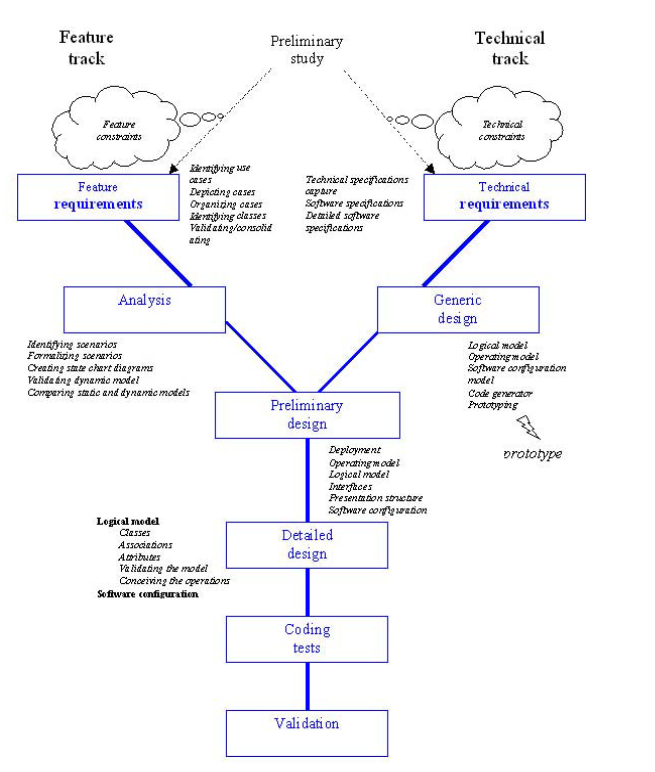 Feature
track
Preliminary
study
Technical
track
Feature
constraints
Technical
constraints
Feature
requirements
Identifying use
cases
Depicting cases
Organizing cases
Identifying classes
Validating/consolid
ating
Technical specifications
capture
Software specifications
Detailed software
specifications
Technical
requirements
Analysis
Generic
design
Identifying scenarios
Formalizing scenarios
Creating state chart diagrams
Validating dynamic model
Comparing static and dynamic models
Logical model
Operating model
Software configuration
model
Code generator
Prototyping
prototype
Preliminary
design
Deployment
Operating model
Logical model
Interfaces
Presentation structure
Software configuration
Logical model
Classes
Associations
Attributes
Validating the model
Conceiving the operations
Software configuration
Detailed
design
Coding
tests
Validation